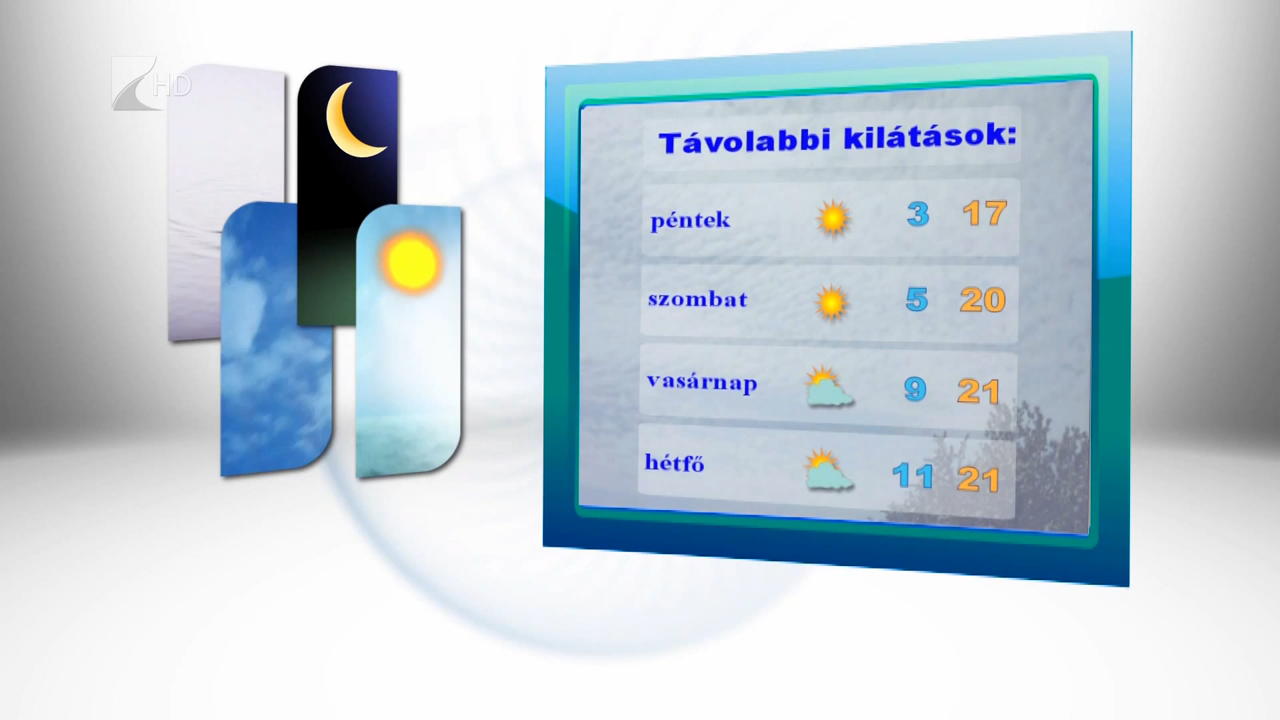 HD
Távolabbi kilátások:
péntek 3 17
szombat 5 20
vasárnap 9 21
hétfő 11 21